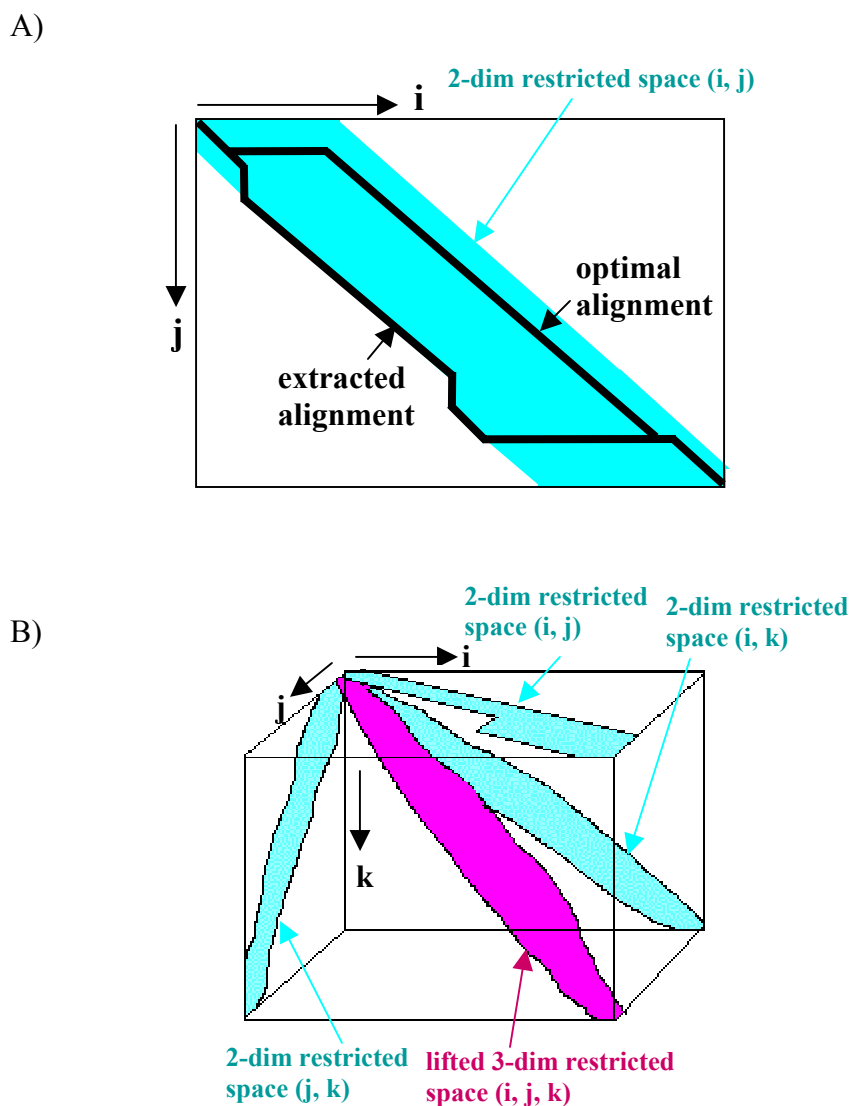 A)
2-dim restricted space (i, j)
i
j
optimal
alignment
extracted
alignment
B)
2-dim restricted
space (i, j)
2-dim restricted
space (i, k)
i
j
k
2-dim restricted
space (j, k)
lifted 3-dim restricted
space (i, j, k)